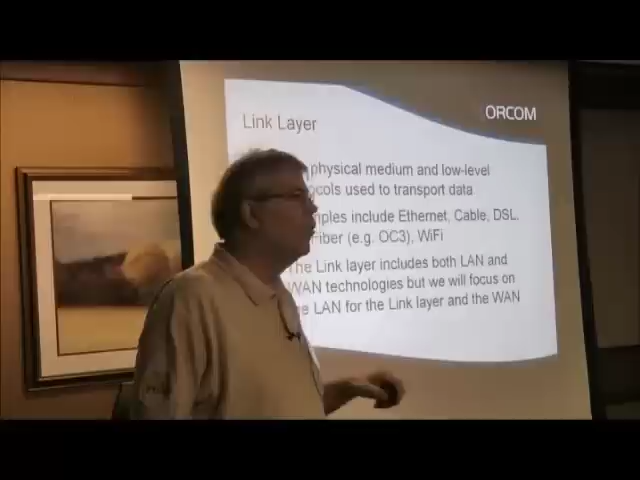 ORCOM
Link Layer
physical medium and low-level
ocols used to transport data
mples include Ethernet, Cable, DSL,
Fiber (e.g. OC3), WiFi
The Link layer includes both LAN and
WAN technologies but we will focus on
e LAN for the Link layer and the WAN